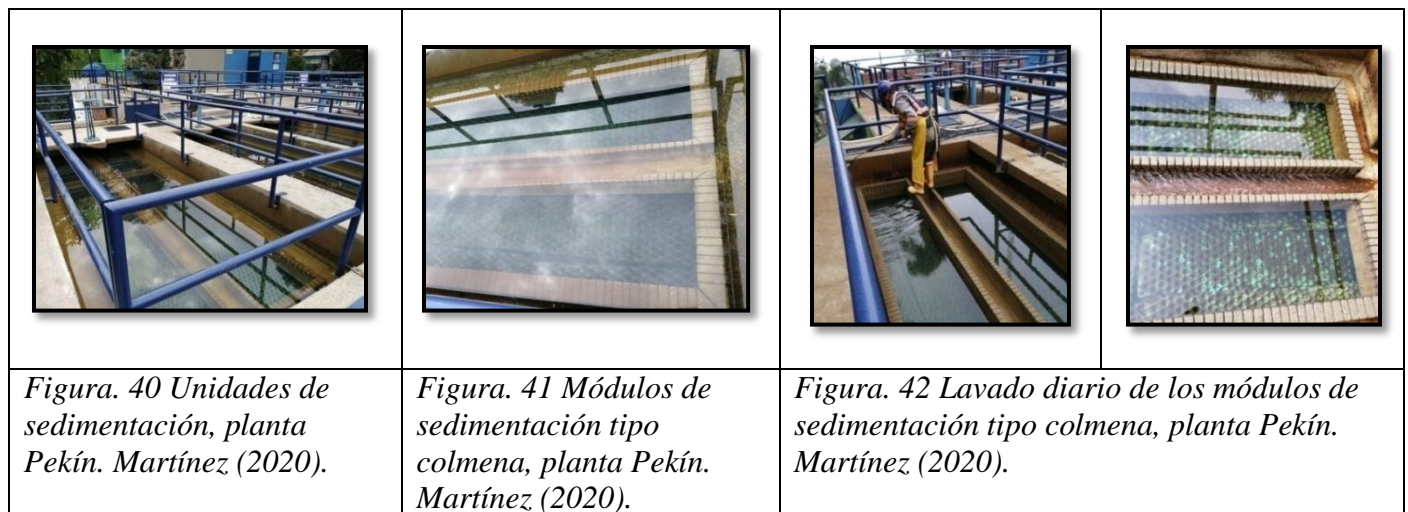 Figura. 40 Unidades de
sedimentación, planta
Pekín. Martínez (2020).
Figura. 41 Módulos de
sedimentación tipo
colmena, planta Pekín.
Martínez (2020).
Figura. 42 Lavado diario de los módulos de
sedimentación tipo colmena, planta Pekín.
Martínez (2020).